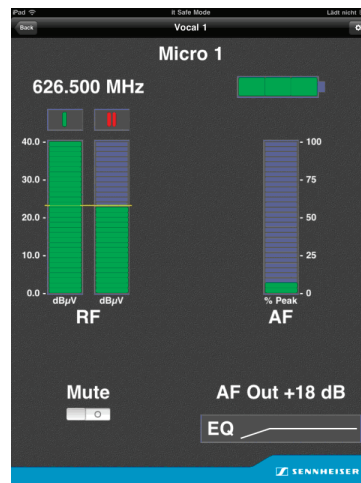 iPad It Safe Mode Lädt nicht
Back Vocal 1
Micro 1
626.500 MHz
I II
40.0 - - 100
30.0 - - 75
20.0 - - 50
10.0 - - 25
0.0 - - 0
dBµV dBµV % Peak
RF AF
Mute AF Out +18 dB
EQ
SENNHEISER